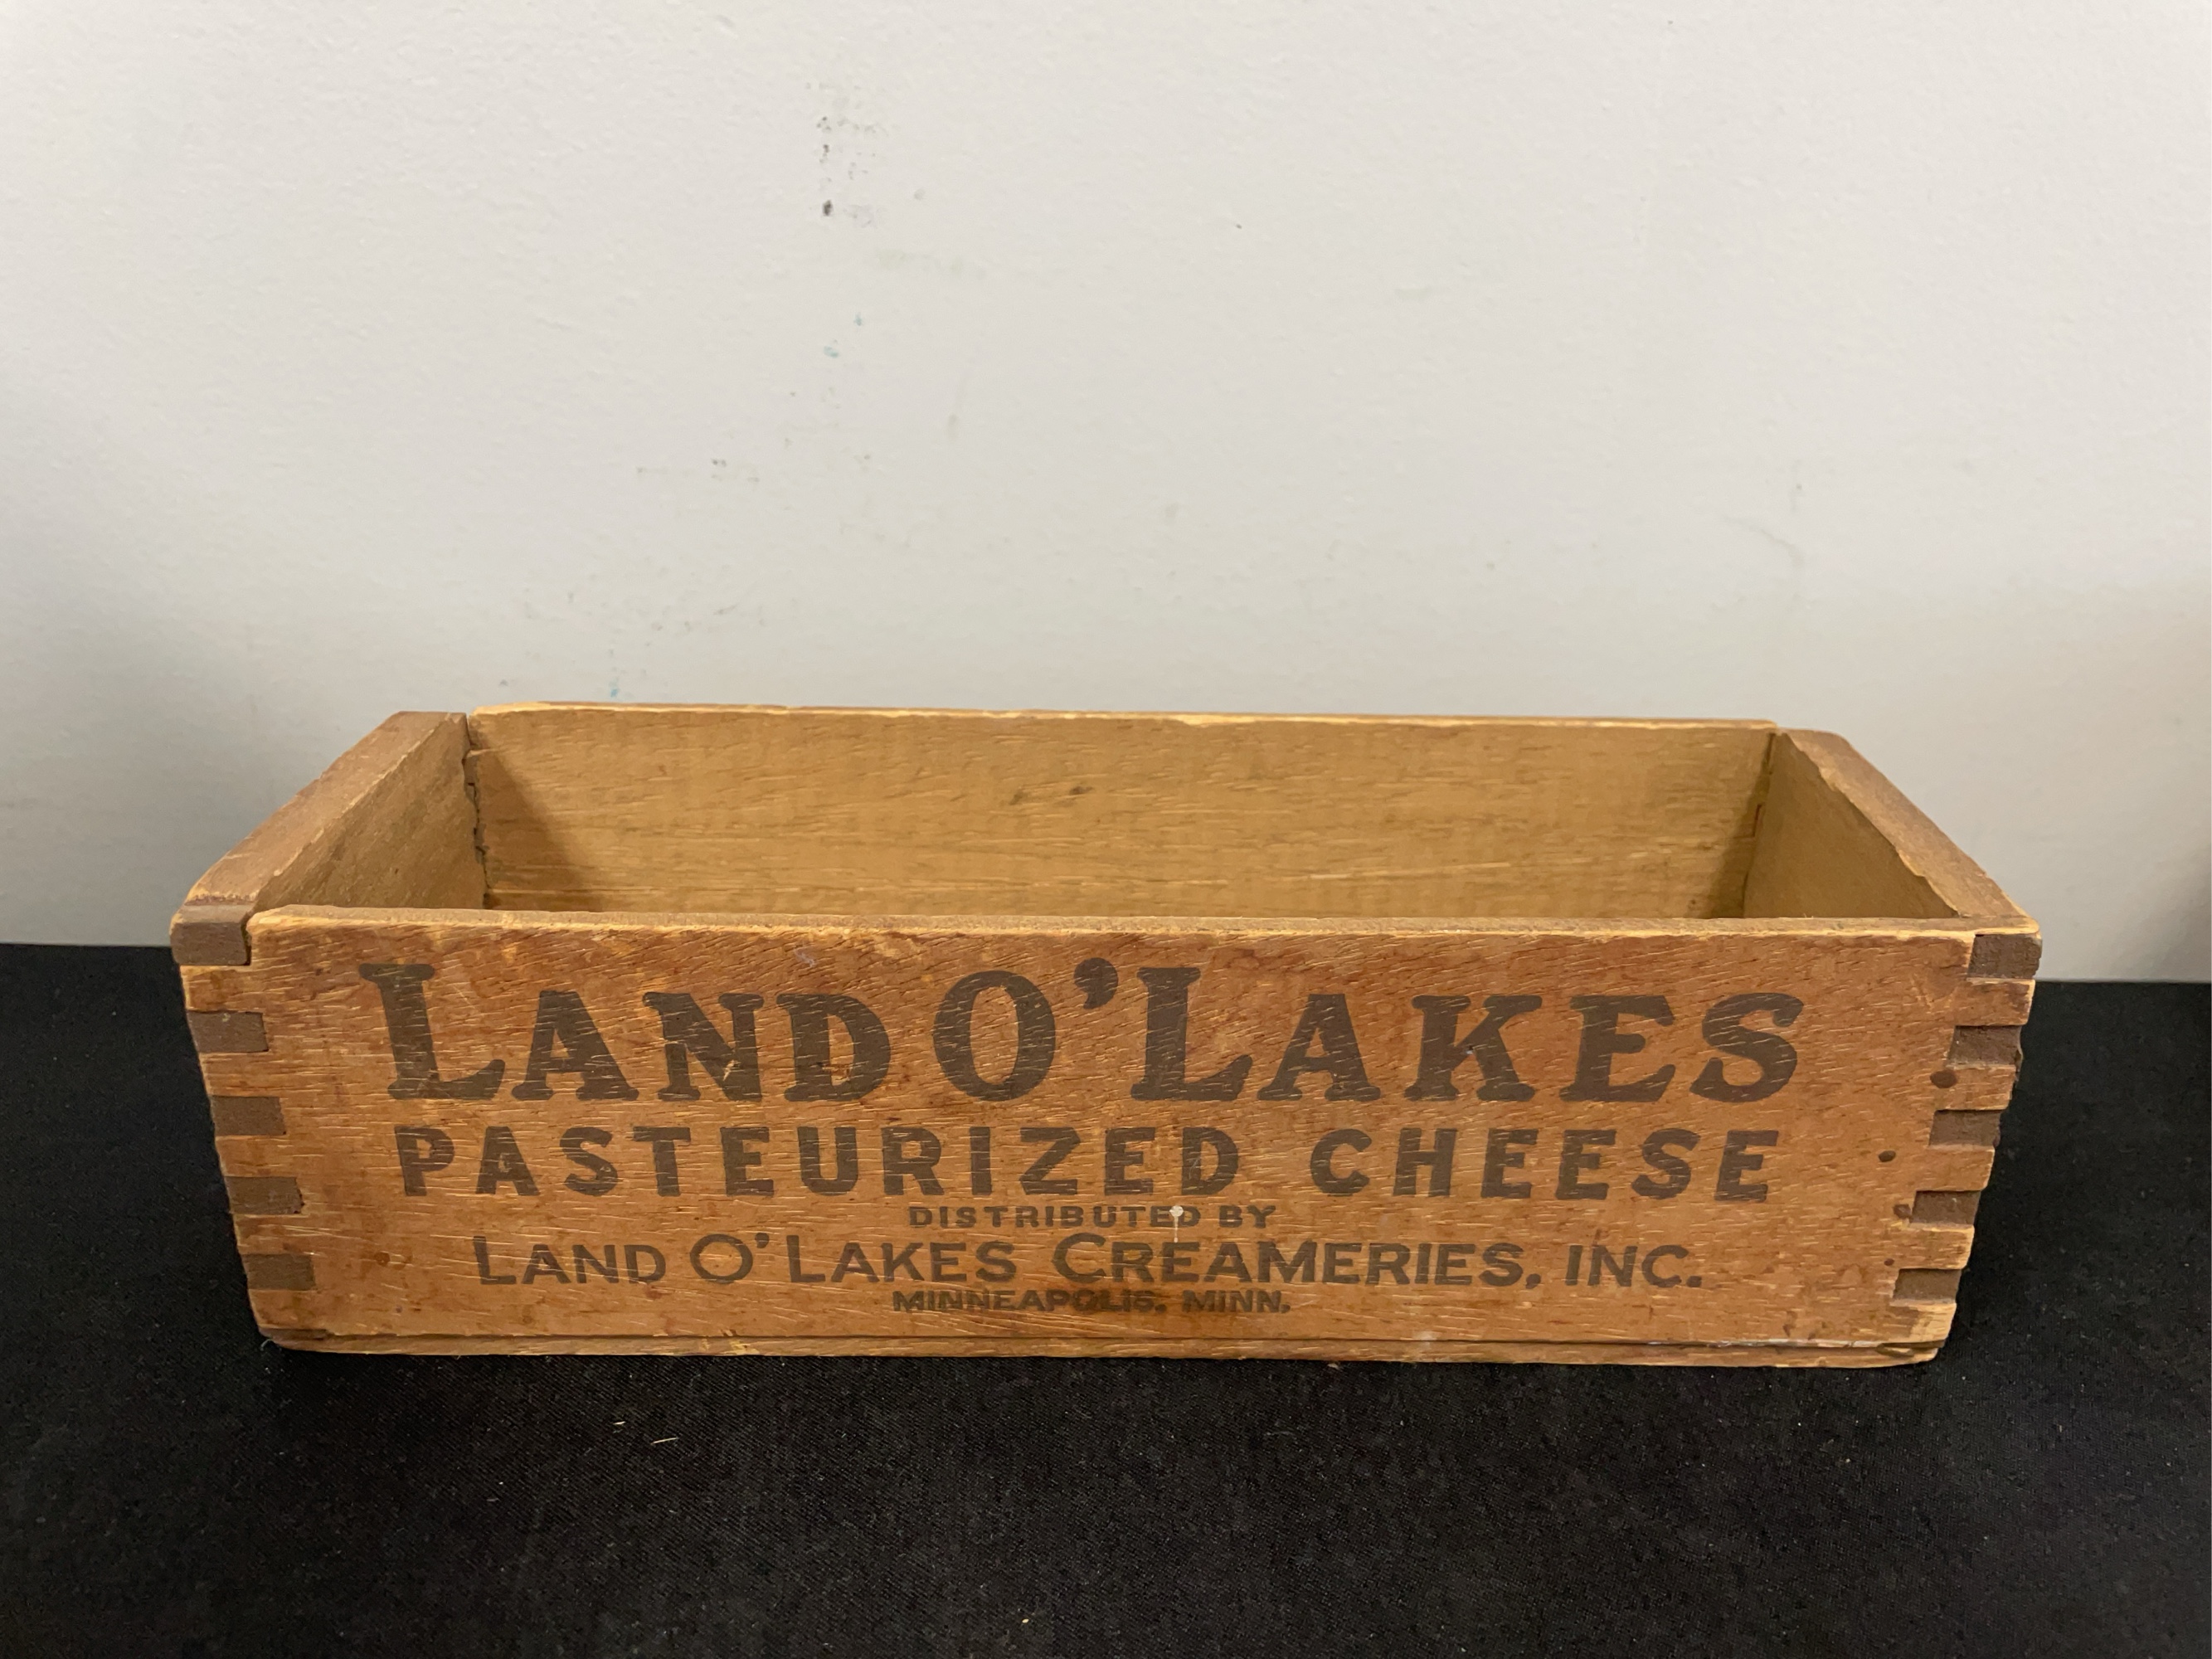 LAND O'LAKES
PASTEURIZED CHEESE
DISTRIBUTED BY
LAND O'LAKES CREAMERIES, INC.
MINNEAPOLIS, MINN.